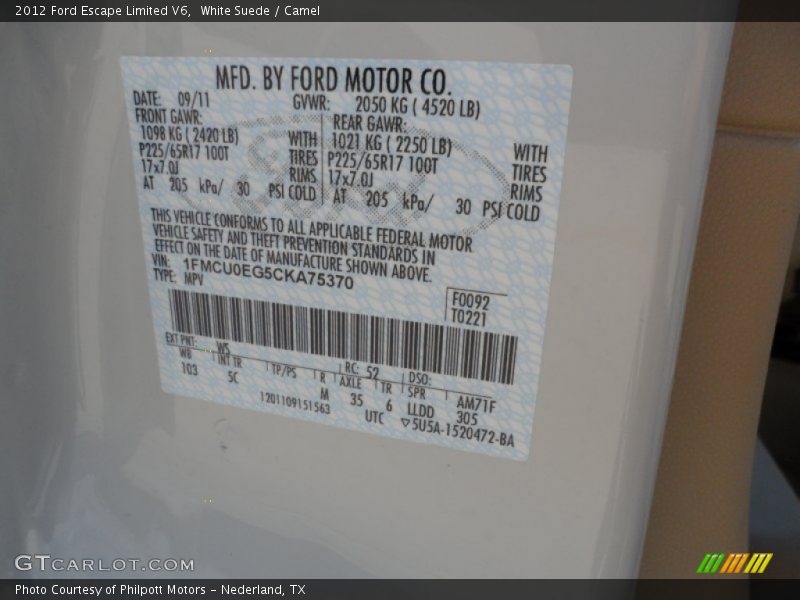 2012 Ford Escape Limited V6, White Suede / Camel
MFD. BY FORD MOTOR CO.
DATE: 09/11 GVWR: 2050 KG ( 4520 LB)
FRONT GAWR: REAR GAWR:
1098 KG ( 2420 LB) WITH 1021 KG ( 2250 LB) WITH
P225/65R17 100T TIRES P225/65R17 100T TIRES
17x7.0J RIMS 17x7.0J RIMS
AT 205 kPa/ 30 PSI COLD AT 205 kPa/ 30 PSI COLD
THIS VEHICLE CONFORMS TO ALL APPLICABLE FEDERAL MOTOR
VEHICLE SAFETY AND THEFT PREVENTION STANDARDS IN
EFFECT ON THE DATE OF MANUFACTURE SHOWN ABOVE.
VIN: 1FMCU0EG5CKA75370
TYPE: MPV
F0092
T0221
EXT PNT: WS RC: 52 DSO:
WB INT TR TP/PS R AXLE TR SPR AM71F
103 5C M 35 6 LLDD 305
1201109151563 UTC ▽5U5A-1520472-BA
GTCARLOT.COM
Photo Courtesy of Philpott Motors - Nederland, TX